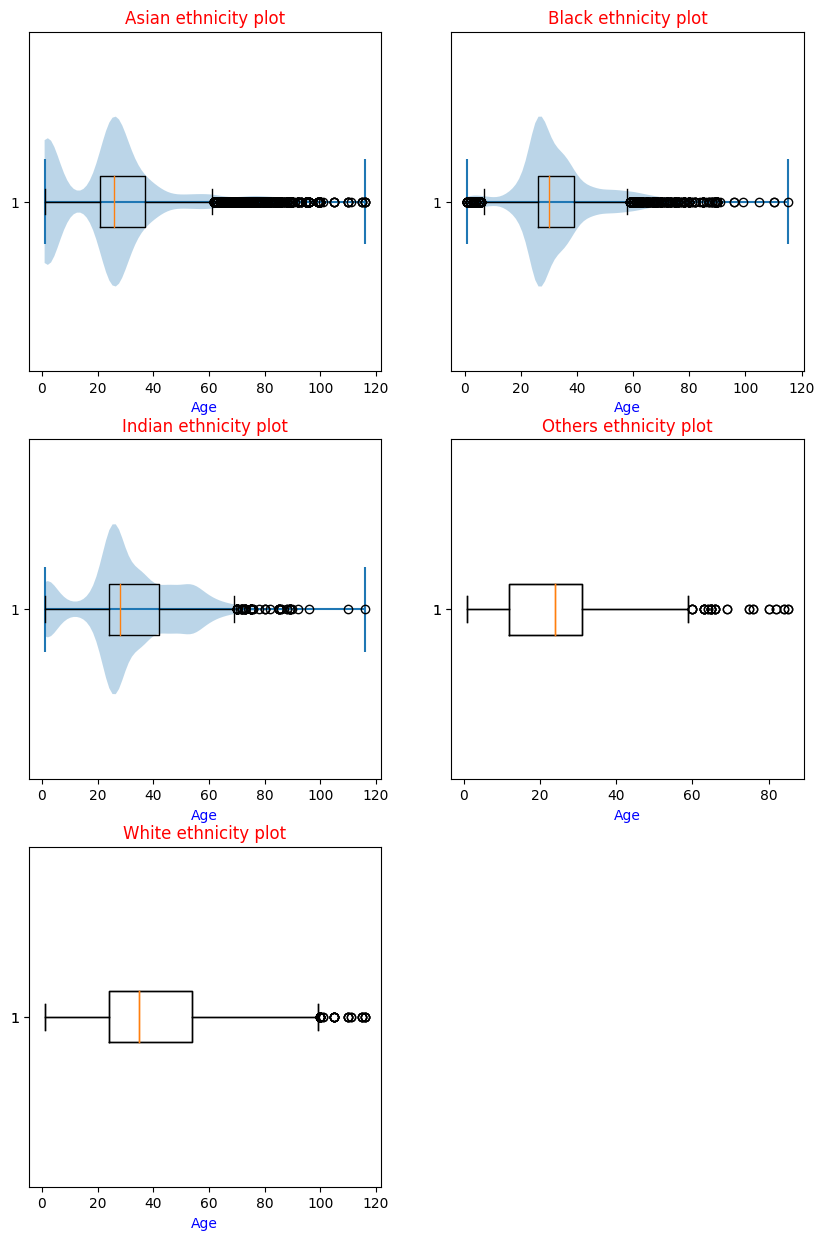 Asian ethnicity plot
1
0 20 40 60 80 100 120
Age
Black ethnicity plot
1
0 20 40 60 80 100 120
Age
Indian ethnicity plot
1
0 20 40 60 80 100 120
Age
Others ethnicity plot
1
0 20 40 60 80
Age
White ethnicity plot
1
0 20 40 60 80 100 120
Age